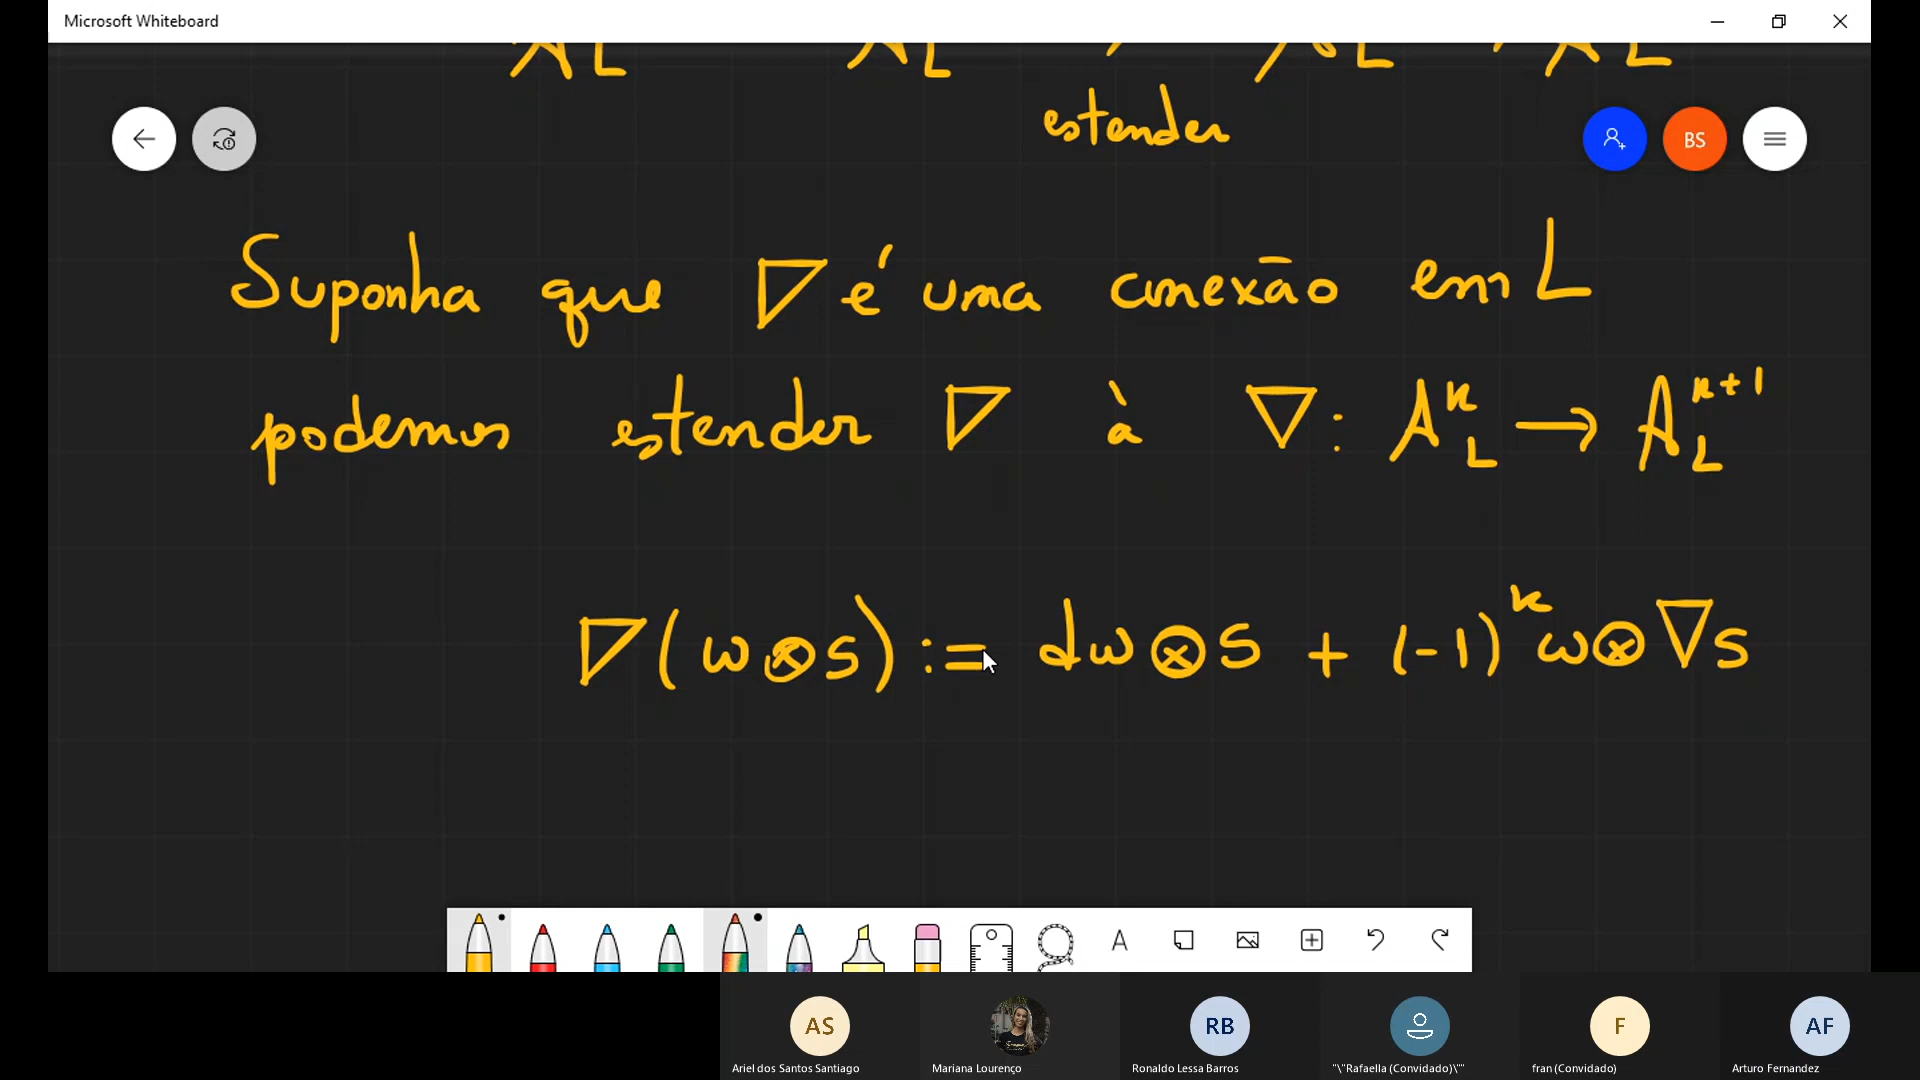 Microsoft Whiteboard
estender
BS
Suponha que ∇ é uma conexão em L
podemos estender ∇ à ∇: A^k_L → A^{k+1}_L
∇(ω⊗s) := dω⊗s + (-1)^k ω⊗∇s
A
AS
RB
F
AF
Ariel dos Santos Santiago
Mariana Lourenço
Ronaldo Lessa Barros
"\"Rafaella (Convidado)\""
fran (Convidado)
Arturo Fernandez